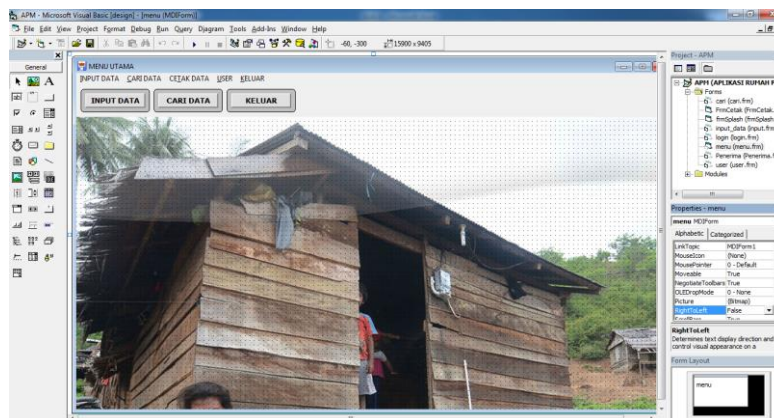 APM - Microsoft Visual Basic [design] - [menu (MDIForm)]
File Edit View Project Format Debug Run Query Diagram Tools Add-Ins Window Help
-60, -300
15900 x 9405
General
MENU UTAMA
INPUT DATA CARI DATA CETAK DATA USER KELUAR
INPUT DATA CARI DATA KELUAR
Project - APM
APM (APLIKASI RUMAH
Forms
cari (cari.frm)
FrmCetak (FrmCetak.
frmSplash (frmSplash
input_data (input.frm
login (login.frm)
menu (menu.frm)
Penerima (Penerima.f
user (user.frm)
Modules
Properties - menu
menu MDIForm
Alphabetic Categorized
LinkTopic MDIForm1
MouseIcon (None)
MousePointer 0 - Default
Moveable True
NegotiateToolbars True
OLEDropMode 0 - None
Picture (Bitmap)
RightToLeft False
ScrollBars True
RightToLeft
Determines text display direction and
control visual appearance on a
Form Layout
menu